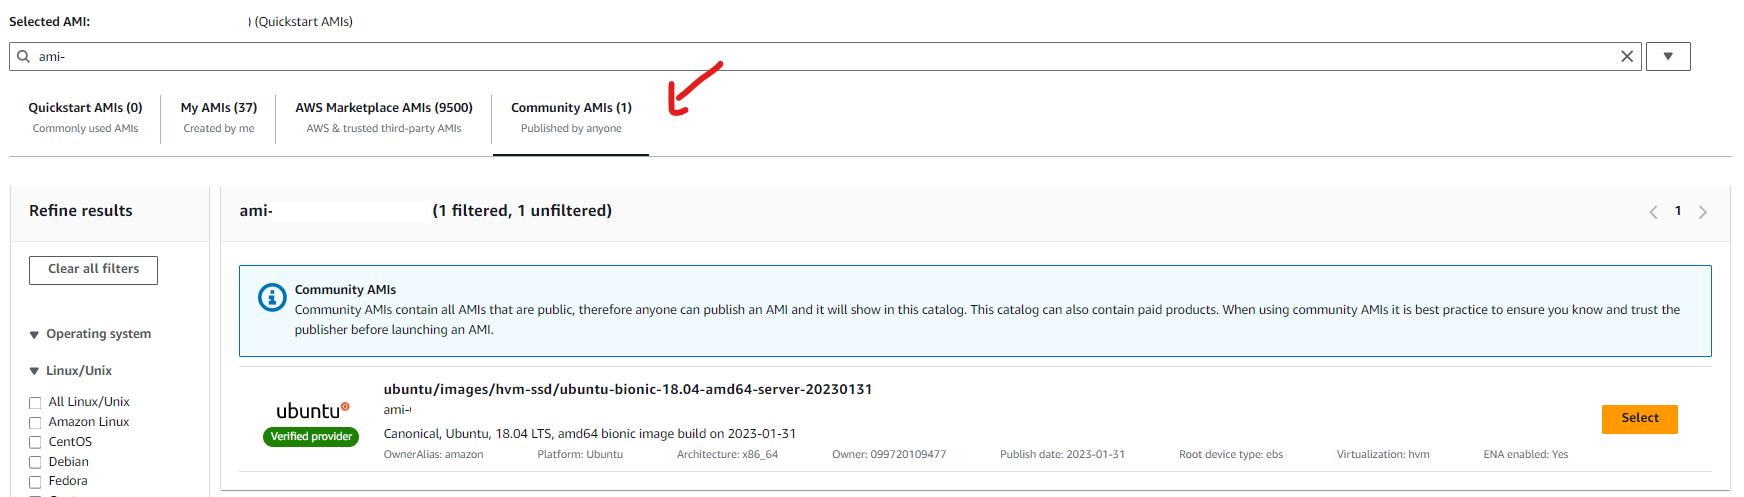 Selected AMI: ) (Quickstart AMIs)
ami-
Quickstart AMIs (0)
Commonly used AMIs
My AMIs (37)
Created by me
AWS Marketplace AMIs (9500)
AWS & trusted third-party AMIs
Community AMIs (1)
Published by anyone
Refine results
Clear all filters
Operating system
Linux/Unix
All Linux/Unix
Amazon Linux
CentOS
Debian
Fedora
ami- (1 filtered, 1 unfiltered)
1
Community AMIs
Community AMIs contain all AMIs that are public, therefore anyone can publish an AMI and it will show in this catalog. This catalog can also contain paid products. When using community AMIs it is best practice to ensure you know and trust the
publisher before launching an AMI.
ubuntu
Verified provider
ubuntu/images/hvm-ssd/ubuntu-bionic-18.04-amd64-server-20230131
ami-
Canonical, Ubuntu, 18.04 LTS, amd64 bionic image build on 2023-01-31
OwnerAlias: amazon Platform: Ubuntu Architecture: x86_64 Owner: 099720109477 Publish date: 2023-01-31 Root device type: ebs Virtualization: hvm ENA enabled: Yes
Select